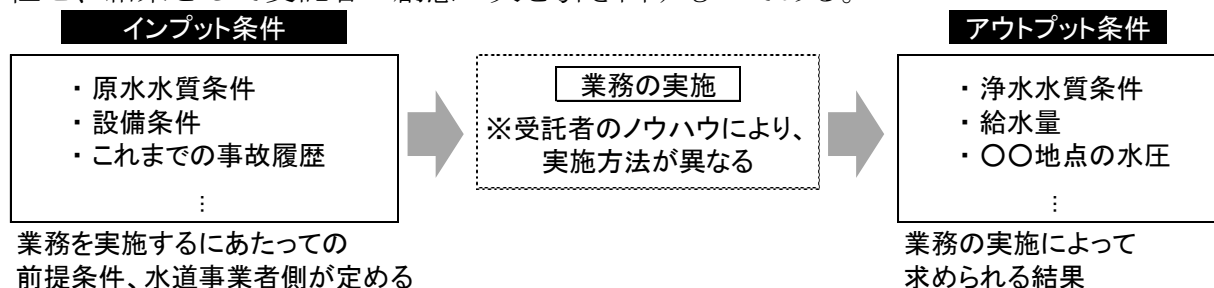 インプット条件
アウトプット条件
・原水水質条件
・設備条件
・これまでの事故履歴
⋮
業務の実施
※受託者のノウハウにより、
実施方法が異なる
・浄水水質条件
・給水量
・〇〇地点の水圧
⋮
業務を実施するにあたっての
前提条件、水道事業者側が定める
業務の実施によって
求められる結果